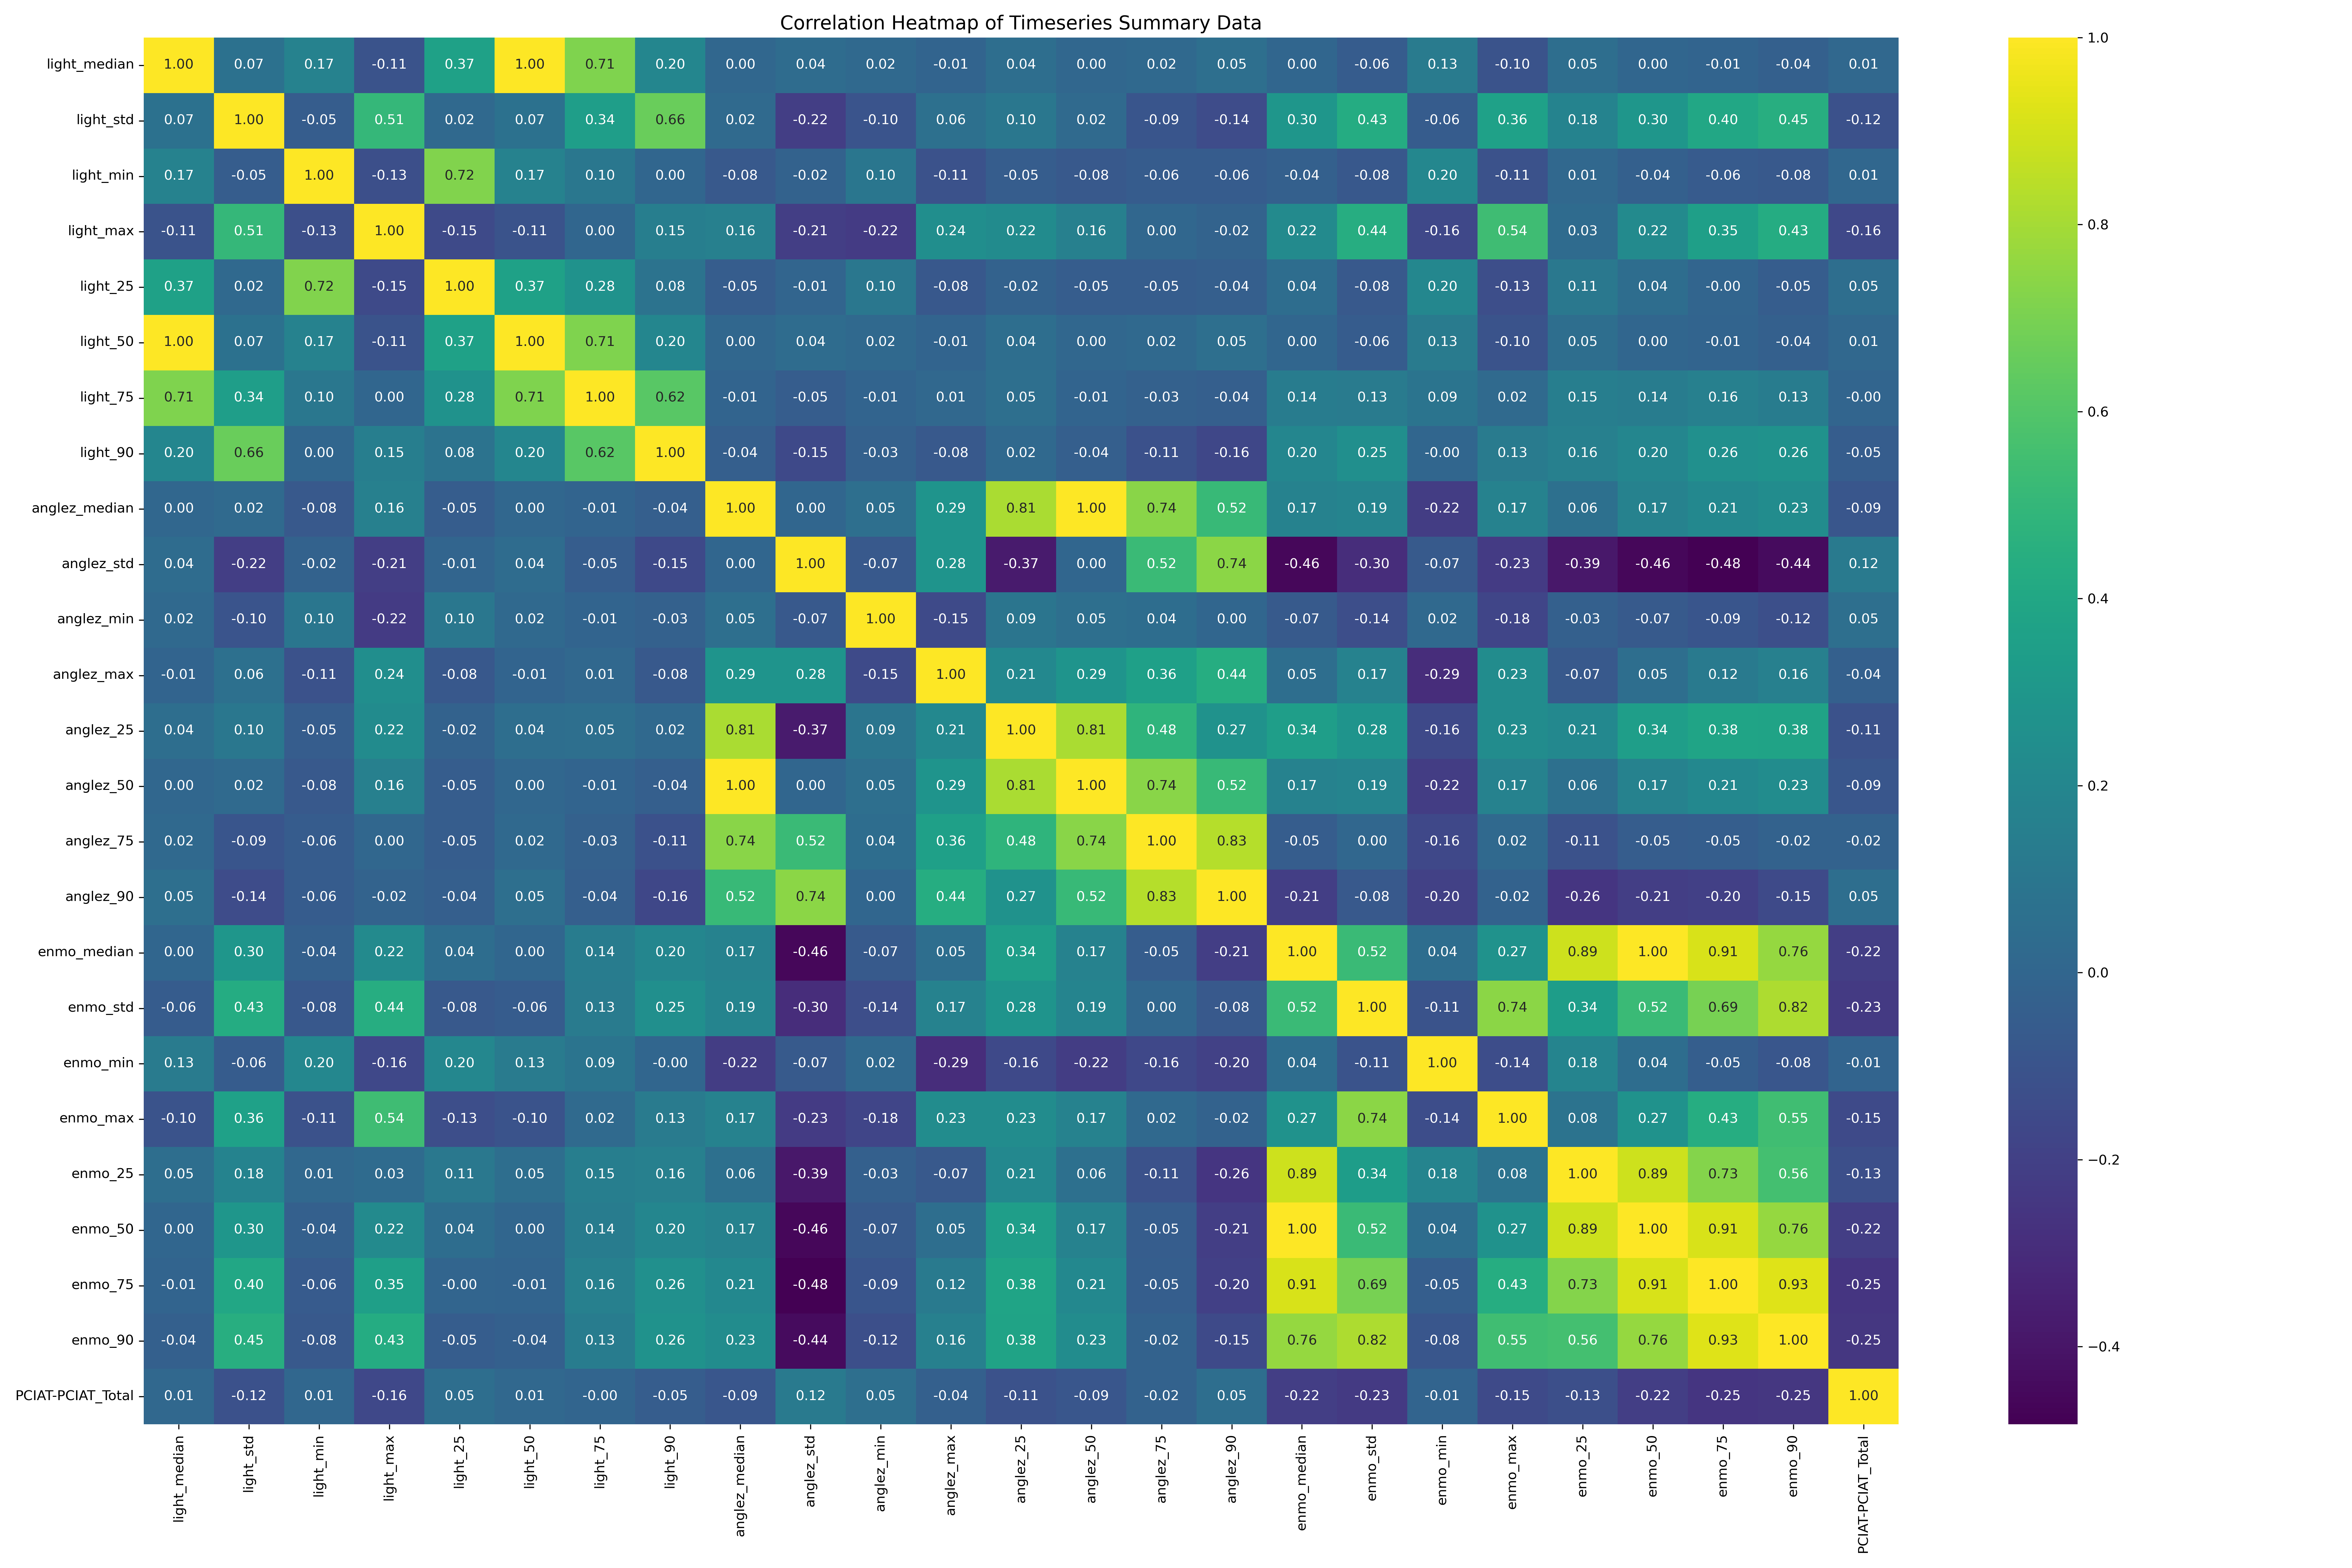 Correlation Heatmap of Timeseries Summary Data
light_median 1.00 0.07 0.17 -0.11 0.37 1.00 0.71 0.20 0.00 0.04 0.02 -0.01 0.04 0.00 0.02 0.05 0.00 -0.06 0.13 -0.10 0.05 0.00 -0.01 -0.04 0.01
light_std 0.07 1.00 -0.05 0.51 0.02 0.07 0.34 0.66 0.02 -0.22 -0.10 0.06 0.10 0.02 -0.09 -0.14 0.30 0.43 -0.06 0.36 0.18 0.30 0.40 0.45 -0.12
light_min 0.17 -0.05 1.00 -0.13 0.72 0.17 0.10 0.00 -0.08 -0.02 0.10 -0.11 -0.05 -0.08 -0.06 -0.06 -0.04 -0.08 0.20 -0.11 0.01 -0.04 -0.06 -0.08 0.01
light_max -0.11 0.51 -0.13 1.00 -0.15 -0.11 0.00 0.15 0.16 -0.21 -0.22 0.24 0.22 0.16 0.00 -0.02 0.22 0.44 -0.16 0.54 0.03 0.22 0.35 0.43 -0.16
light_25 0.37 0.02 0.72 -0.15 1.00 0.37 0.28 0.08 -0.05 -0.01 0.10 -0.08 -0.02 -0.05 -0.05 -0.04 0.04 -0.08 0.20 -0.13 0.11 0.04 -0.00 -0.05 0.05
light_50 1.00 0.07 0.17 -0.11 0.37 1.00 0.71 0.20 0.00 0.04 0.02 -0.01 0.04 0.00 0.02 0.05 0.00 -0.06 0.13 -0.10 0.05 0.00 -0.01 -0.04 0.01
light_75 0.71 0.34 0.10 0.00 0.28 0.71 1.00 0.62 -0.01 -0.05 -0.01 0.01 0.05 -0.01 -0.03 -0.04 0.14 0.13 0.09 0.02 0.15 0.14 0.16 0.13 -0.00
light_90 0.20 0.66 0.00 0.15 0.08 0.20 0.62 1.00 -0.04 -0.15 -0.03 -0.08 0.02 -0.04 -0.11 -0.16 0.20 0.25 -0.00 0.13 0.16 0.20 0.26 0.26 -0.05
anglez_median 0.00 0.02 -0.08 0.16 -0.05 0.00 -0.01 -0.04 1.00 0.00 0.05 0.29 0.81 1.00 0.74 0.52 0.17 0.19 -0.22 0.17 0.06 0.17 0.21 0.23 -0.09
anglez_std 0.04 -0.22 -0.02 -0.21 -0.01 0.04 -0.05 -0.15 0.00 1.00 -0.07 0.28 -0.37 0.00 0.52 0.74 -0.46 -0.30 -0.07 -0.23 -0.39 -0.46 -0.48 -0.44 0.12
anglez_min 0.02 -0.10 0.10 -0.22 0.10 0.02 -0.01 -0.03 0.05 -0.07 1.00 -0.15 0.09 0.05 0.04 0.00 -0.07 -0.14 0.02 -0.18 -0.03 -0.07 -0.09 -0.12 0.05
anglez_max -0.01 0.06 -0.11 0.24 -0.08 -0.01 0.01 -0.08 0.29 0.28 -0.15 1.00 0.21 0.29 0.36 0.44 0.05 0.17 -0.29 0.23 -0.07 0.05 0.12 0.16 -0.04
anglez_25 0.04 0.10 -0.05 0.22 -0.02 0.04 0.05 0.02 0.81 -0.37 0.09 0.21 1.00 0.81 0.48 0.27 0.34 0.28 -0.16 0.23 0.21 0.34 0.38 0.38 -0.11
anglez_50 0.00 0.02 -0.08 0.16 -0.05 0.00 -0.01 -0.04 1.00 0.00 0.05 0.29 0.81 1.00 0.74 0.52 0.17 0.19 -0.22 0.17 0.06 0.17 0.21 0.23 -0.09
anglez_75 0.02 -0.09 -0.06 0.00 -0.05 0.02 -0.03 -0.11 0.74 0.52 0.04 0.36 0.48 0.74 1.00 0.83 -0.05 0.00 -0.16 0.02 -0.11 -0.05 -0.05 -0.02 -0.02
anglez_90 0.05 -0.14 -0.06 -0.02 -0.04 0.05 -0.04 -0.16 0.52 0.74 0.00 0.44 0.27 0.52 0.83 1.00 -0.21 -0.08 -0.20 -0.02 -0.26 -0.21 -0.20 -0.15 0.05
enmo_median 0.00 0.30 -0.04 0.22 0.04 0.00 0.14 0.20 0.17 -0.46 -0.07 0.05 0.34 0.17 -0.05 -0.21 1.00 0.52 0.04 0.27 0.89 1.00 0.91 0.76 -0.22
enmo_std -0.06 0.43 -0.08 0.44 -0.08 -0.06 0.13 0.25 0.19 -0.30 -0.14 0.17 0.28 0.19 0.00 -0.08 0.52 1.00 -0.11 0.74 0.34 0.52 0.69 0.82 -0.23
enmo_min 0.13 -0.06 0.20 -0.16 0.20 0.13 0.09 -0.00 -0.22 -0.07 0.02 -0.29 -0.16 -0.22 -0.16 -0.20 0.04 -0.11 1.00 -0.14 0.18 0.04 -0.05 -0.08 -0.01
enmo_max -0.10 0.36 -0.11 0.54 -0.13 -0.10 0.02 0.13 0.17 -0.23 -0.18 0.23 0.23 0.17 0.02 -0.02 0.27 0.74 -0.14 1.00 0.08 0.27 0.43 0.55 -0.15
enmo_25 0.05 0.18 0.01 0.03 0.11 0.05 0.15 0.16 0.06 -0.39 -0.03 -0.07 0.21 0.06 -0.11 -0.26 0.89 0.34 0.18 0.08 1.00 0.89 0.73 0.56 -0.13
enmo_50 0.00 0.30 -0.04 0.22 0.04 0.00 0.14 0.20 0.17 -0.46 -0.07 0.05 0.34 0.17 -0.05 -0.21 1.00 0.52 0.04 0.27 0.89 1.00 0.91 0.76 -0.22
enmo_75 -0.01 0.40 -0.06 0.35 -0.00 -0.01 0.16 0.26 0.21 -0.48 -0.09 0.12 0.38 0.21 -0.05 -0.20 0.91 0.69 -0.05 0.43 0.73 0.91 1.00 0.93 -0.25
enmo_90 -0.04 0.45 -0.08 0.43 -0.05 -0.04 0.13 0.26 0.23 -0.44 -0.12 0.16 0.38 0.23 -0.02 -0.15 0.76 0.82 -0.08 0.55 0.56 0.76 0.93 1.00 -0.25
PCIAT-PCIAT_Total 0.01 -0.12 0.01 -0.16 0.05 0.01 -0.00 -0.05 -0.09 0.12 0.05 -0.04 -0.11 -0.09 -0.02 0.05 -0.22 -0.23 -0.01 -0.15 -0.13 -0.22 -0.25 -0.25 1.00
light_median
light_std
light_min
light_max
light_25
light_50
light_75
light_90
anglez_median
anglez_std
anglez_min
anglez_max
anglez_25
anglez_50
anglez_75
anglez_90
enmo_median
enmo_std
enmo_min
enmo_max
enmo_25
enmo_50
enmo_75
enmo_90
PCIAT-PCIAT_Total
1.0
0.8
0.6
0.4
0.2
0.0
−0.2
−0.4